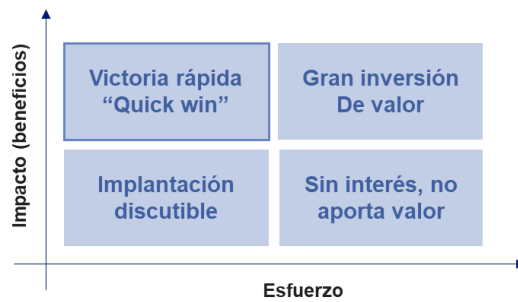 Impacto (beneficios)
Victoria rápida
“Quick win”
Gran inversión
De valor
Implantación
discutible
Sin interés, no
aporta valor
Esfuerzo